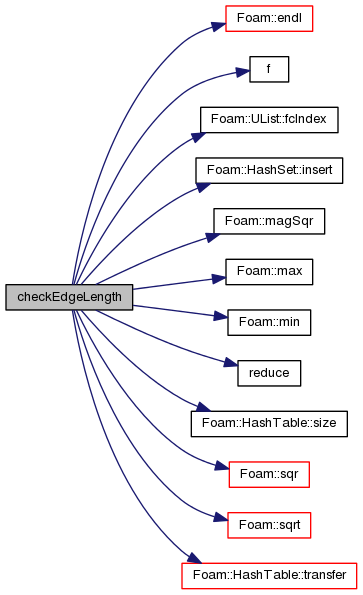 Foam::endl
f
Foam::UList::fcIndex
Foam::HashSet::insert
Foam::magSqr
checkEdgeLength
Foam::max
Foam::min
reduce
Foam::HashTable::size
Foam::sqr
Foam::sqrt
Foam::HashTable::transfer